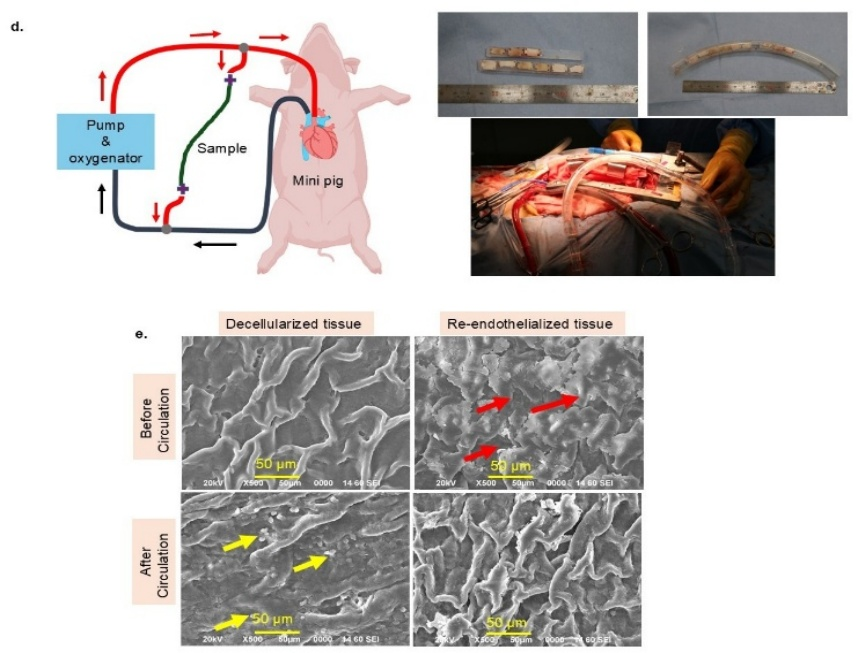 d.
Pump
&
oxygenator
Sample
Mini pig
e.
Decellularized tissue
Re-endothelialized tissue
Before
Circulation
50 µm
20kV X500 50µm 0000 14 60 SEI
50 µm
20kV X500 50µm 0000 14 60 SEI
After
Circulation
50 µm
20kV X500 50µm 0000 14 60 SEI
50 µm
20kV X500 50µm 0000 14 60 SEI